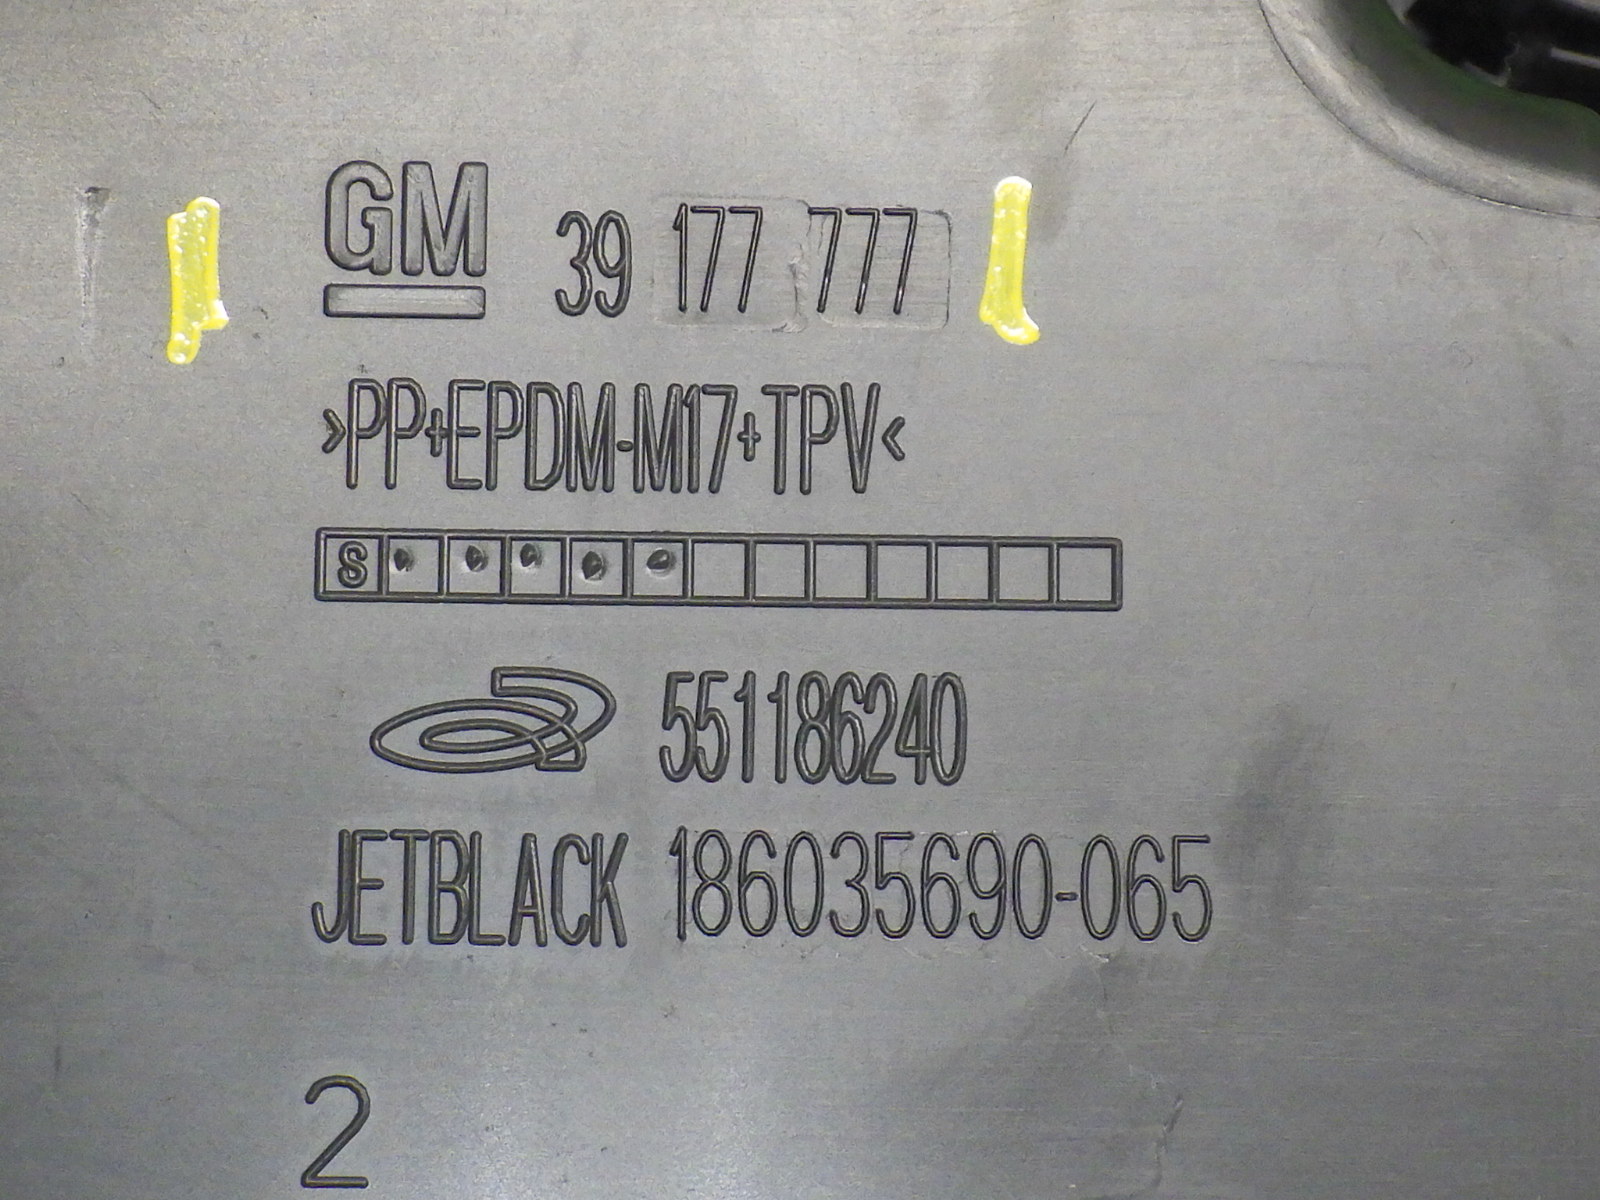 GM 39 177 777
>PP+EPDM-M17+TPV<
S
551186240
JETBLACK 186035690-065
2